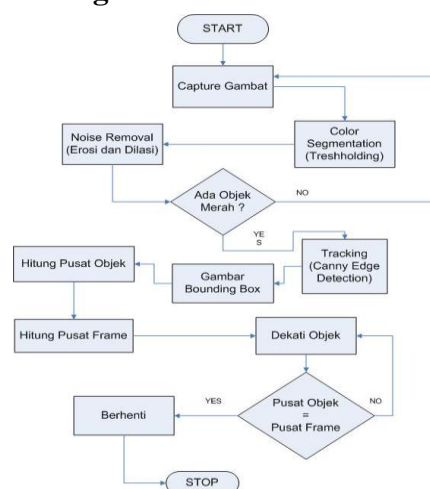 START
Capture Gambat
Color
Segmentation
(Treshholding)
Noise Removal
(Erosi dan Dilasi)
Ada Objek
Merah ?
NO
YE
S
Tracking
(Canny Edge
Detection)
Gambar
Bounding Box
Hitung Pusat Objek
Hitung Pusat Frame
Dekati Objek
Pusat Objek
=
Pusat Frame
NO
YES
Berhenti
STOP